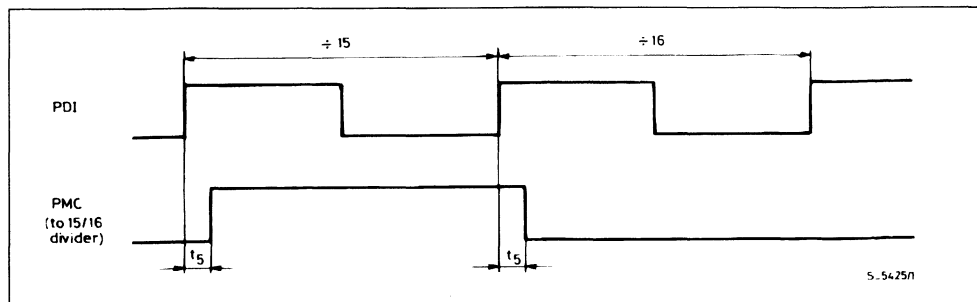 ÷ 15
÷ 16
PDI
PMC
(to 15/16
divider)
t5
t5
S_5425/1